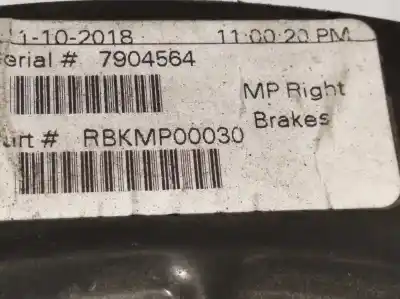 1-10-2018 11:00:20 PM
erial # 7904564
MP Right
Brakes
art # RBKMP00030